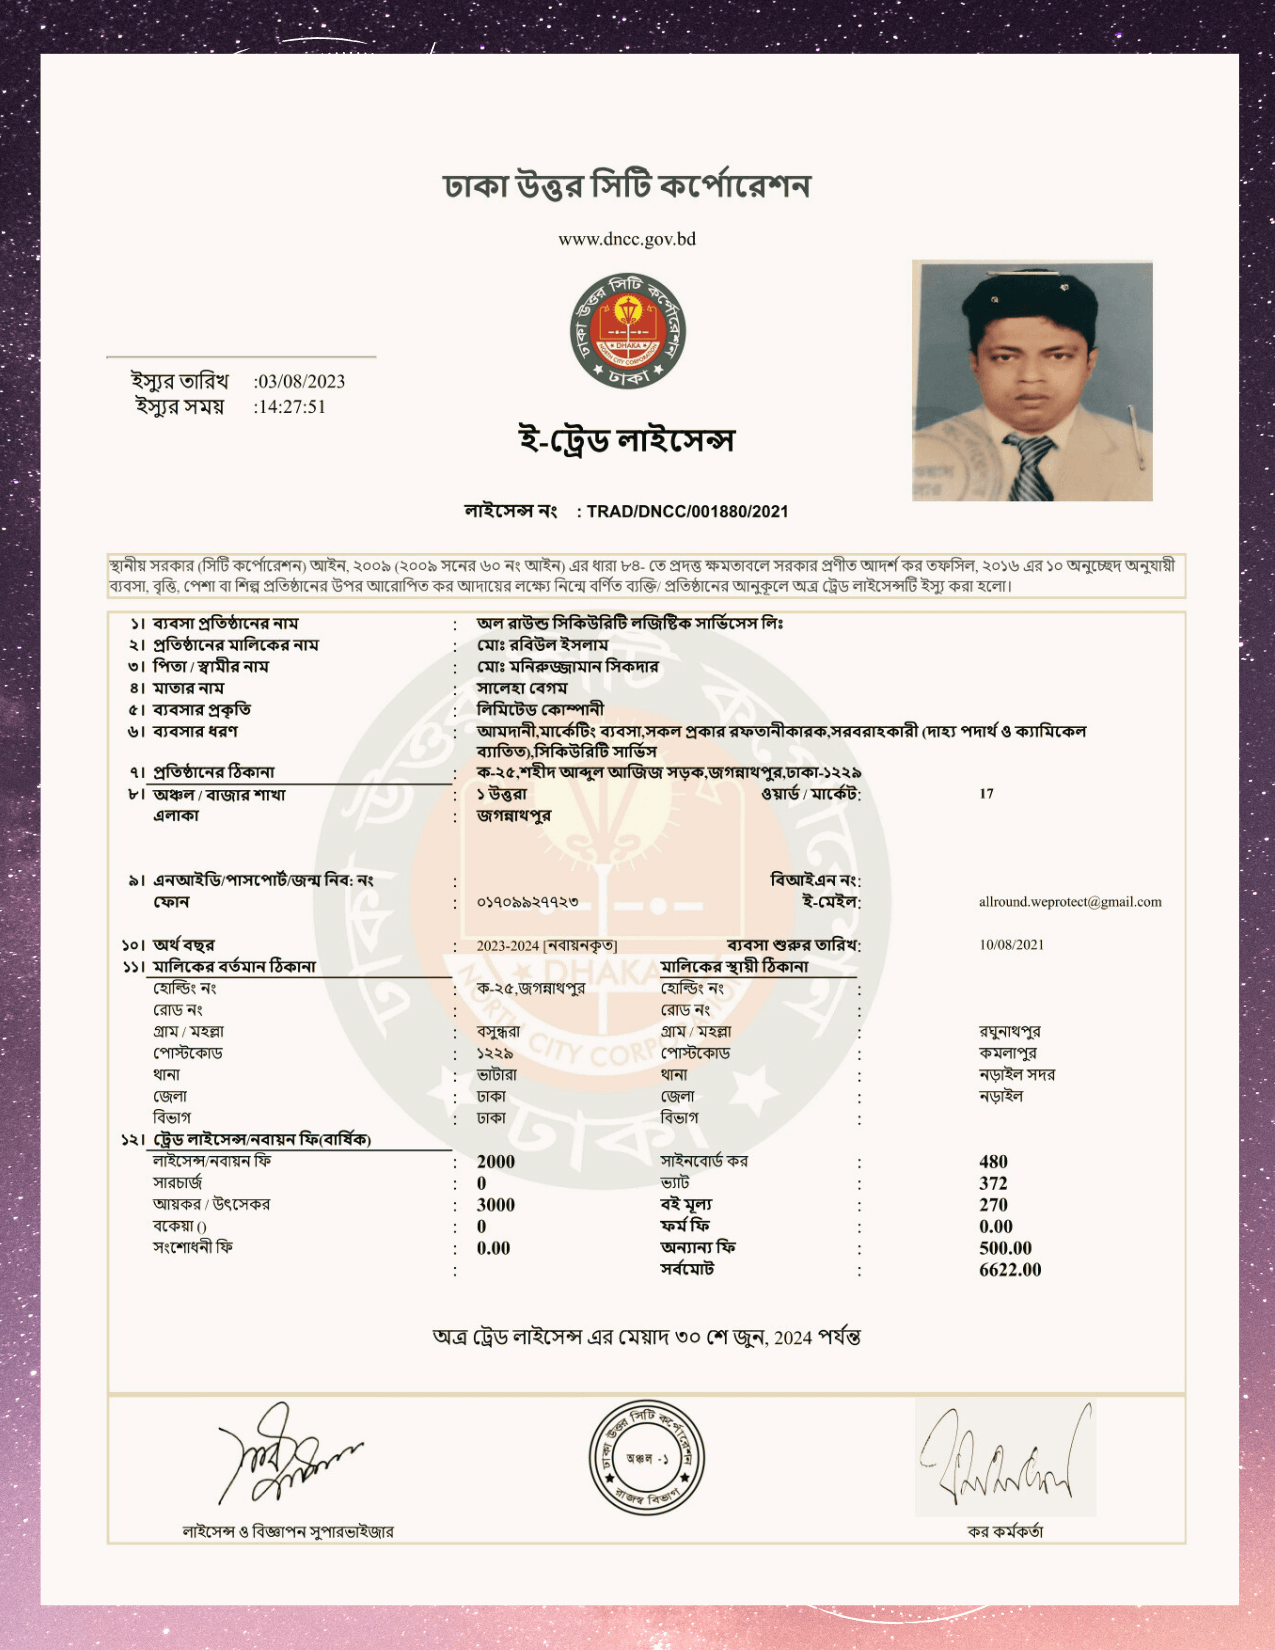 ঢাকা উত্তর সিটি কর্পোরেশন
www.dncc.gov.bd
ঢাকা উত্তর সিটি কর্পোরেশন
DHAKA
NORTH CITY CORPORATION
ঢাকা
ইস্যুর তারিখ :03/08/2023
ইস্যুর সময় :14:27:51
ই-ট্রেড লাইসেন্স
লাইসেন্স নং : TRAD/DNCC/001880/2021
স্থানীয় সরকার (সিটি কর্পোরেশন) আইন, ২০০৯ (২০০৯ সনের ৬০ নং আইন) এর ধারা ৮৪- তে প্রদত্ত ক্ষমতাবলে সরকার প্রণীত আদর্শ কর তফসিল, ২০১৬ এর ১০ অনুচ্ছেদ অনুযায়ী
ব্যবসা, বৃত্তি, পেশা বা শিল্প প্রতিষ্ঠানের উপর আরোপিত কর আদায়ের লক্ষ্যে নিন্মে বর্ণিত ব্যক্তি/ প্রতিষ্ঠানের আনুকূলে অত্র ট্রেড লাইসেন্সটি ইস্যু করা হলো।
১। ব্যবসা প্রতিষ্ঠানের নাম : অল রাউন্ড সিকিউরিটি লজিষ্টিক সার্ভিসেস লিঃ
২। প্রতিষ্ঠানের মালিকের নাম : মোঃ রবিউল ইসলাম
৩। পিতা / স্বামীর নাম : মোঃ মনিরুজ্জামান সিকদার
৪। মাতার নাম : সালেহা বেগম
৫। ব্যবসার প্রকৃতি : লিমিটেড কোম্পানী
৬। ব্যবসার ধরণ : আমদানী,মার্কেটিং ব্যবসা,সকল প্রকার রফতানীকারক,সরবরাহকারী (দাহ্য পদার্থ ও ক্যামিকেল
ব্যাতিত),সিকিউরিটি সার্ভিস
৭। প্রতিষ্ঠানের ঠিকানা : ক-২৫,শহীদ আব্দুল আজিজ সড়ক,জগন্নাথপুর,ঢাকা-১২২৯
৮। অঞ্চল / বাজার শাখা : ১ উত্তরা ওয়ার্ড / মার্কেট: 17
এলাকা : জগন্নাথপুর
৯। এনআইডি/পাসপোর্ট/জন্ম নিব: নং : বিআইএন নং:
ফোন : ০১৭০৯৯২৭৭২৩ ই-মেইল: allround.weprotect@gmail.com
১০। অর্থ বছর : 2023-2024 [নবায়নকৃত] ব্যবসা শুরুর তারিখ: 10/08/2021
১১। মালিকের বর্তমান ঠিকানা মালিকের স্থায়ী ঠিকানা
হোল্ডিং নং : ক-২৫,জগন্নাথপুর হোল্ডিং নং :
রোড নং : রোড নং :
গ্রাম / মহল্লা : বসুন্ধরা গ্রাম / মহল্লা : রঘুনাথপুর
পোস্টকোড : ১২২৯ পোস্টকোড : কমলাপুর
থানা : ভাটারা থানা : নড়াইল সদর
জেলা : ঢাকা জেলা : নড়াইল
বিভাগ : ঢাকা বিভাগ :
১২। ট্রেড লাইসেন্স/নবায়ন ফি(বার্ষিক)
লাইসেন্স/নবায়ন ফি : 2000 সাইনবোর্ড কর : 480
সারচার্জ : 0 ভ্যাট : 372
আয়কর / উৎসেকর : 3000 বই মূল্য : 270
বকেয়া () : 0 ফর্ম ফি : 0.00
সংশোধনী ফি : 0.00 অন্যান্য ফি : 500.00
: সর্বমোট : 6622.00
অত্র ট্রেড লাইসেন্স এর মেয়াদ ৩০ শে জুন, 2024 পর্যন্ত
ঢাকা উত্তর সিটি কর্পোরেশন
অঞ্চল -১
রাজস্ব বিভাগ
লাইসেন্স ও বিজ্ঞাপন সুপারভাইজার কর কর্মকর্তা